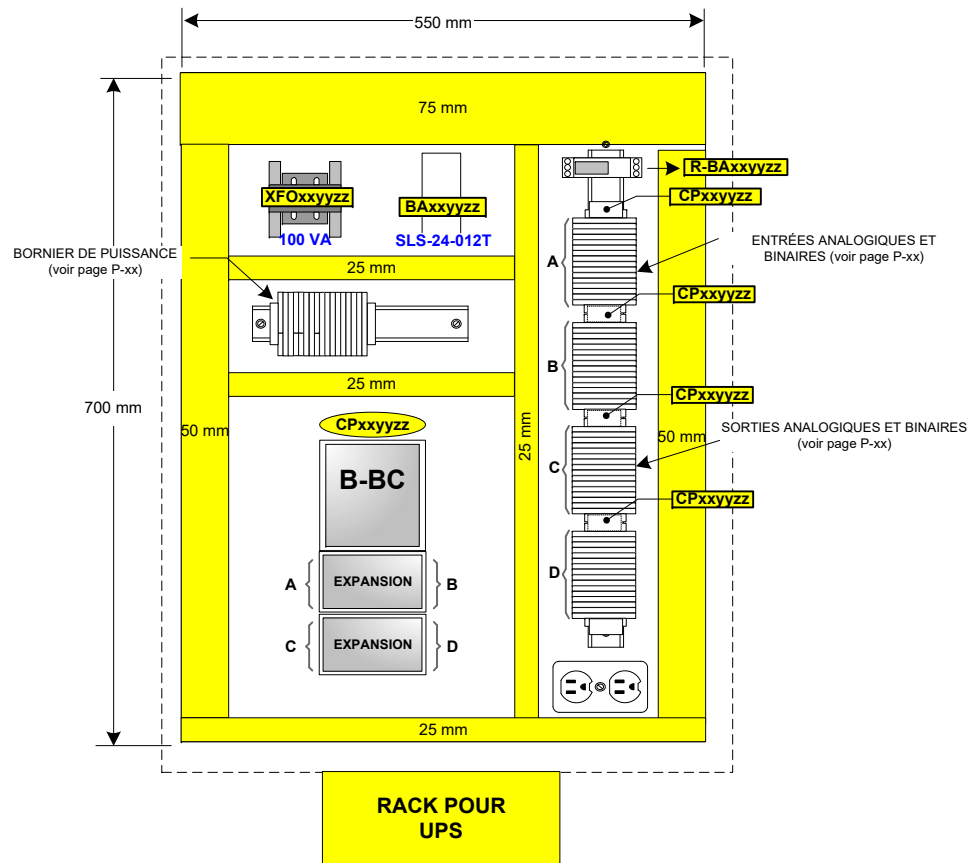 550 mm
75 mm
R-BAxxyyzz
XFOxxyyzz
BAxxyyzz
CPxxyyzz
100 VA
SLS-24-012T
BORNIER DE PUISSANCE
(voir page P-xx)
ENTRÉES ANALOGIQUES ET
BINAIRES (voir page P-xx)
A
25 mm
CPxxyyzz
B
25 mm
700 mm
50 mm
CPxxyyzz
CPxxyyzz
25 mm
50 mm
SORTIES ANALOGIQUES ET BINAIRES
(voir page P-xx)
B-BC
C
CPxxyyzz
D
A
EXPANSION
B
C
EXPANSION
D
25 mm
RACK POUR
UPS